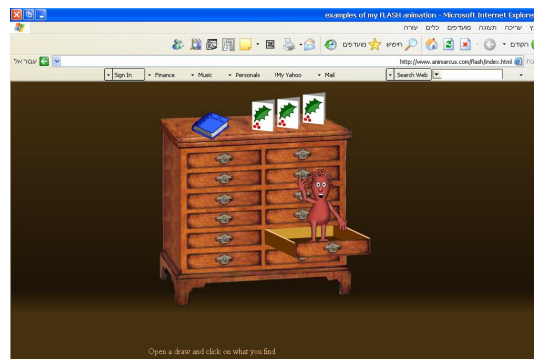 examples of my FLASH animation - Microsoft Internet Explorer
עריכה תצוגה מועדפים כלים עזרה
הקודם חיפוש מועדפים
http://www.animarcus.com/flash/index.html
עבור אל
Search Web Mail My Yahoo! Personals Music Finance Sign In
Open a draw and click on what you find